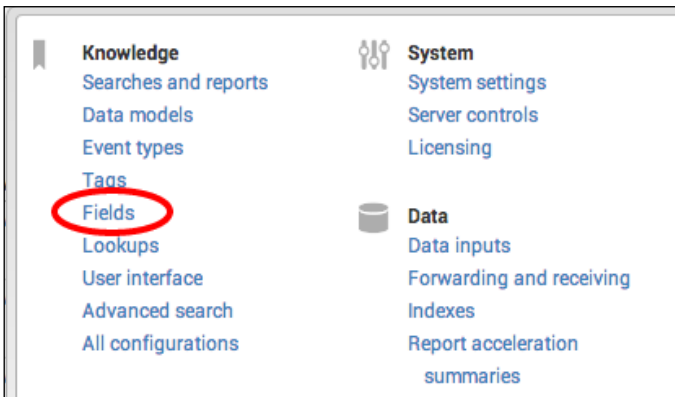 Knowledge
Searches and reports
Data models
Event types
Tags
Fields
Lookups
User interface
Advanced search
All configurations
System
System settings
Server controls
Licensing
Data
Data inputs
Forwarding and receiving
Indexes
Report acceleration
summaries